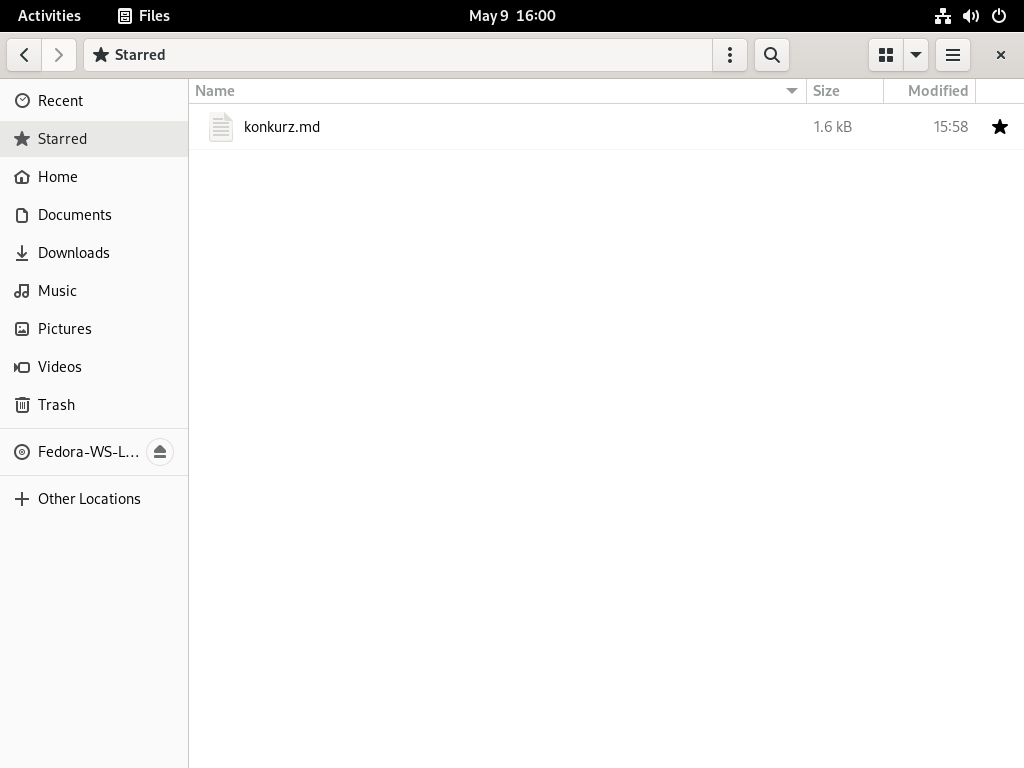 Activities Files May 9 16:00
Starred
Name Size Modified
konkurz.md 1.6 kB 15:58
Recent
Starred
Home
Documents
Downloads
Music
Pictures
Videos
Trash
Fedora-WS-L…
Other Locations